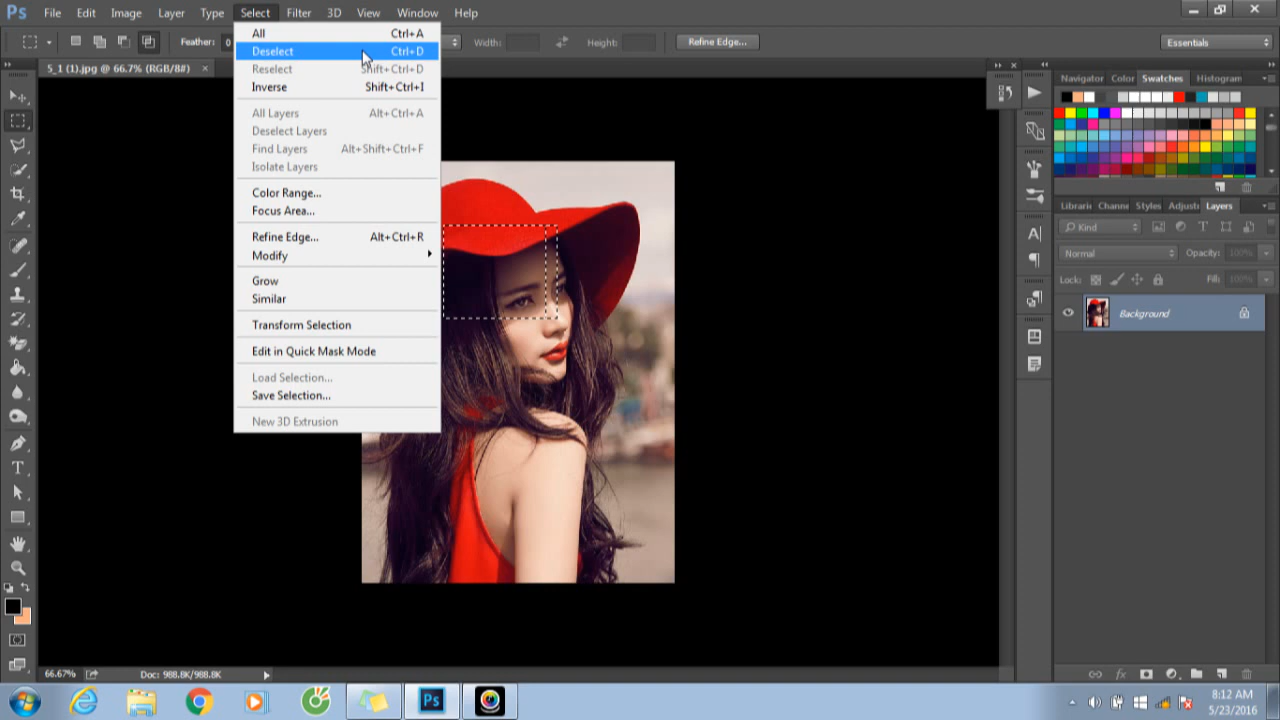 Ps File Edit Image Layer Type Select Filter 3D View Window Help
Feather: 0 Width: Height: Refine Edge... Essentials
5_1 (1).jpg @ 66.7% (RGB/8#) ×
All Ctrl+A
Deselect Ctrl+D
Reselect Shift+Ctrl+D
Inverse Shift+Ctrl+I
All Layers Alt+Ctrl+A
Deselect Layers
Find Layers Alt+Shift+Ctrl+F
Isolate Layers
Color Range...
Focus Area...
Refine Edge... Alt+Ctrl+R
Modify
Grow
Similar
Transform Selection
Edit in Quick Mask Mode
Load Selection...
Save Selection...
New 3D Extrusion
Navigator Color Swatches Histogram
Librari Channe Styles Adjust Layers
Kind
Normal Opacity: 100%
Lock: Fill: 100%
Background
66.67% Doc: 988.8K/988.8K
Ps
8:12 AM
5/23/2016